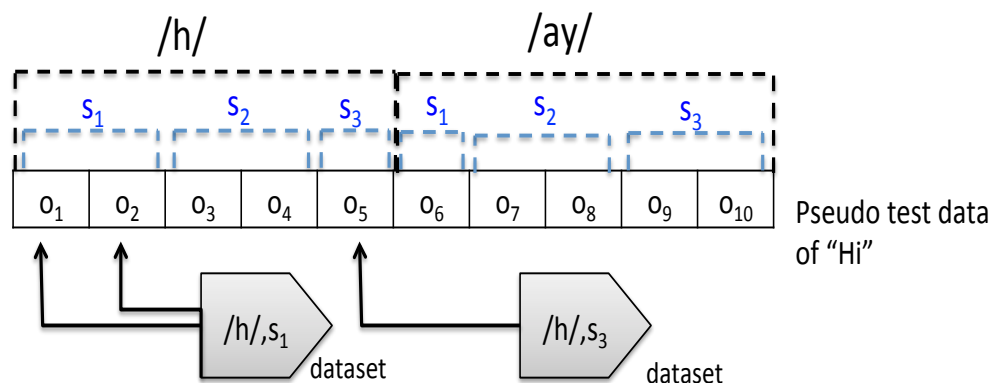 /h/ /ay/
s₁ s₂ s₃ s₁ s₂ s₃
o₁ o₂ o₃ o₄ o₅ o₆ o₇ o₈ o₉ o₁₀
Pseudo test data
of “Hi”
/h/,s₁ /h/,s₃
dataset dataset